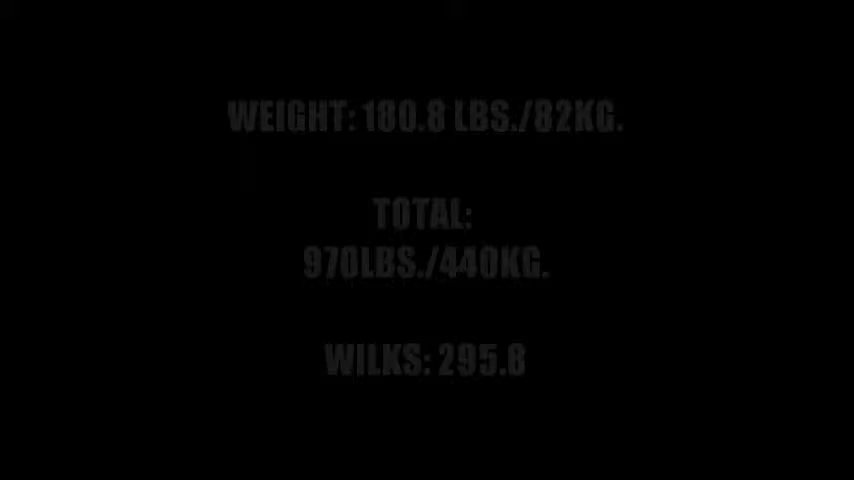 WEIGHT: 180.8 LBS./82KG.
TOTAL:
970LBS./440KG.
WILKS: 295.8